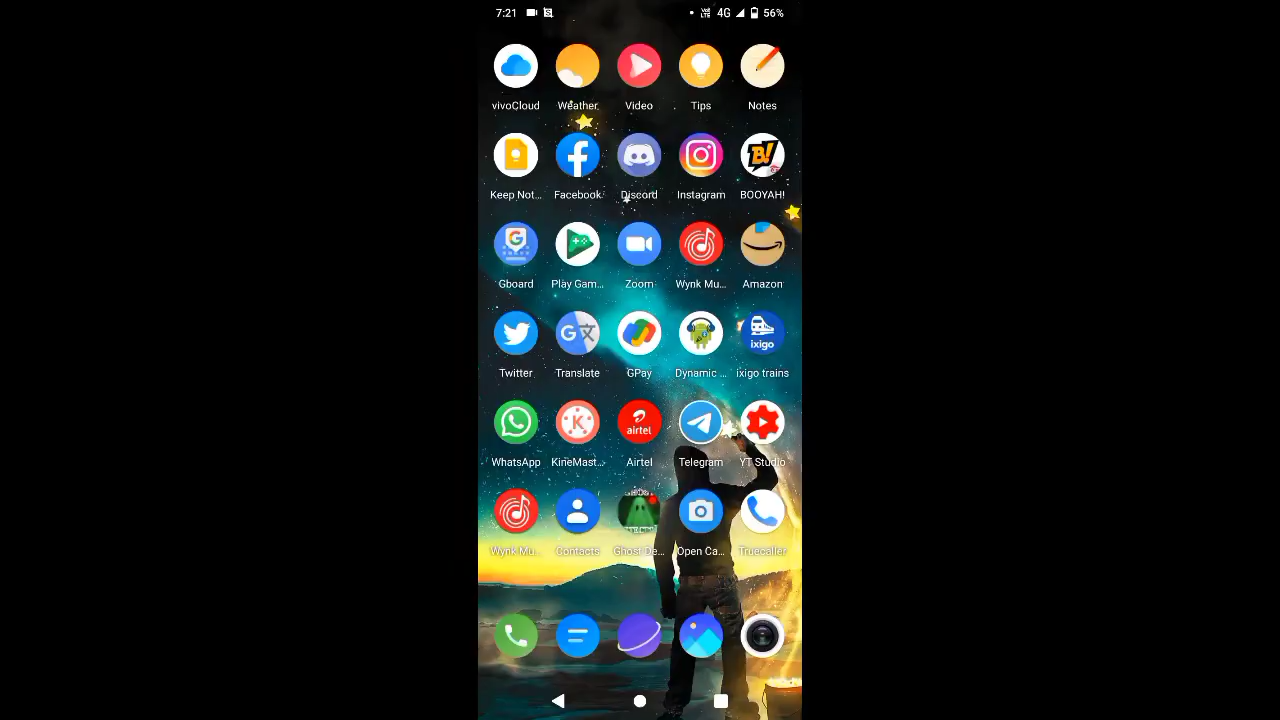 7:21 4G 56%
vivoCloud Weather Video Tips Notes
B!
Keep Not... Facebook Discord Instagram BOOYAH!
G
Gboard Play Gam... Zoom Wynk Mu... Amazon
G ixigo
Twitter Translate GPay Dynamic ... ixigo trains
K airtel
WhatsApp KineMast... Airtel Telegram YT Studio
Wynk Mu... Contacts Ghost De... Open Ca... Truecaller